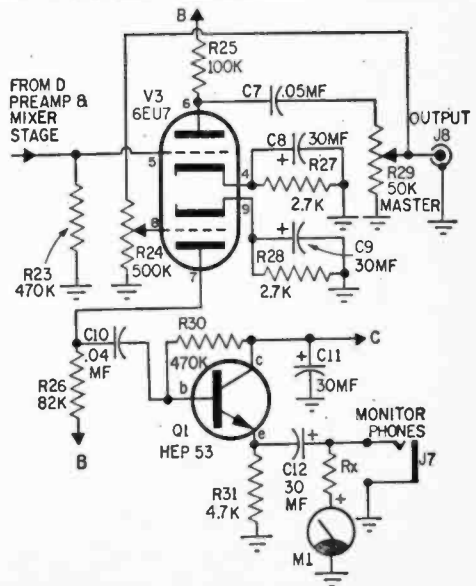 B
R25
100K
FROM D
PREAMP &
MIXER
STAGE
V3
6EU7
6
C7
.05MF
OUTPUT
J8
C8
30MF
+
R27
2.7K
R29
50K
MASTER
5
4
9
8
7
R23
470K
R24
500K
+
C9
30MF
R28
2.7K
C10
.04
MF
R30
470K
C
c
+
C11
30MF
R26
82K
b
B
Q1
HEP 53
e
MONITOR
PHONES
+
C12
30
MF
Rx
J7
R31
4.7K
+
M1